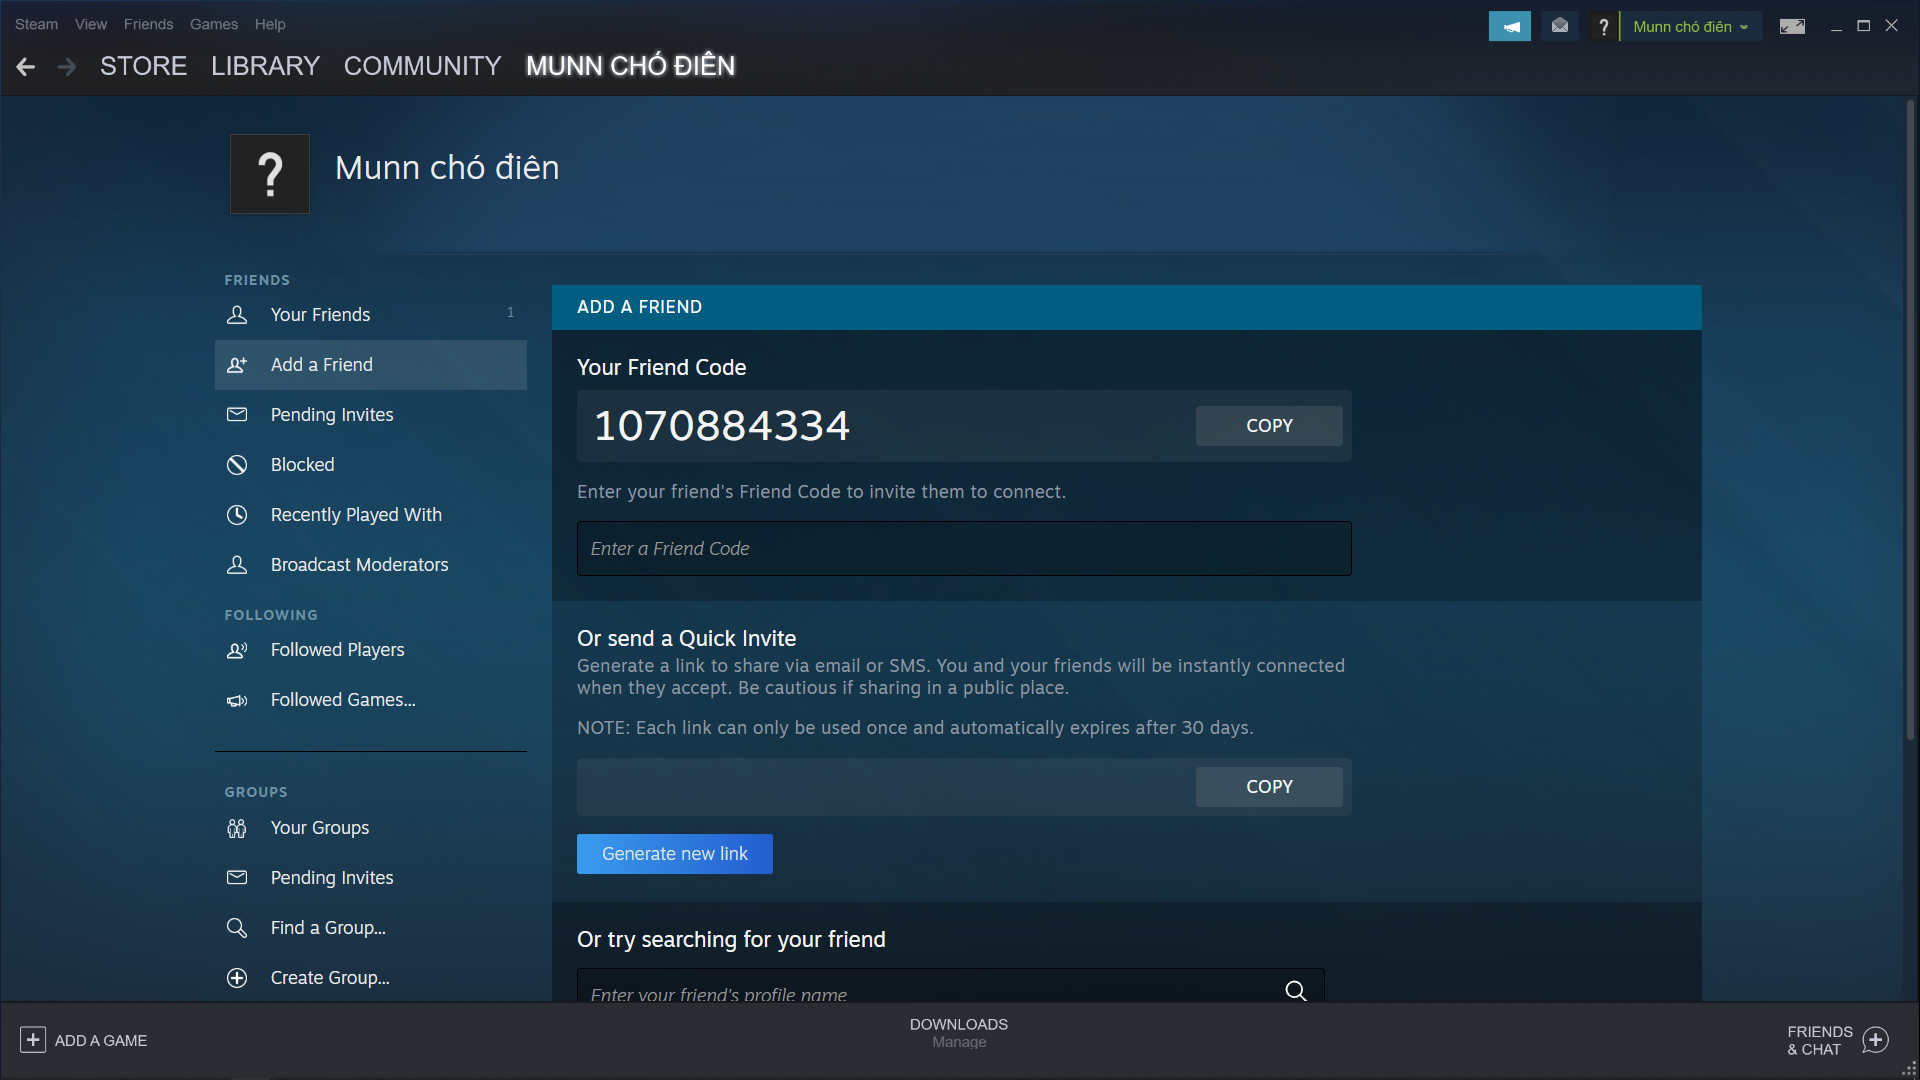 Steam View Friends Games Help
Munn chó điên
STORE LIBRARY COMMUNITY MUNN CHÓ ĐIÊN
?
Munn chó điên
FRIENDS
Your Friends 1
Add a Friend
Pending Invites
Blocked
Recently Played With
Broadcast Moderators
FOLLOWING
Followed Players
Followed Games...
GROUPS
Your Groups
Pending Invites
Find a Group...
Create Group...
ADD A FRIEND
Your Friend Code
1070884334 COPY
Enter your friend's Friend Code to invite them to connect.
Enter a Friend Code
Or send a Quick Invite
Generate a link to share via email or SMS. You and your friends will be instantly connected
when they accept. Be cautious if sharing in a public place.
NOTE: Each link can only be used once and automatically expires after 30 days.
COPY
Generate new link
Or try searching for your friend
Enter your friend's profile name
ADD A GAME
DOWNLOADS
Manage
FRIENDS
& CHAT